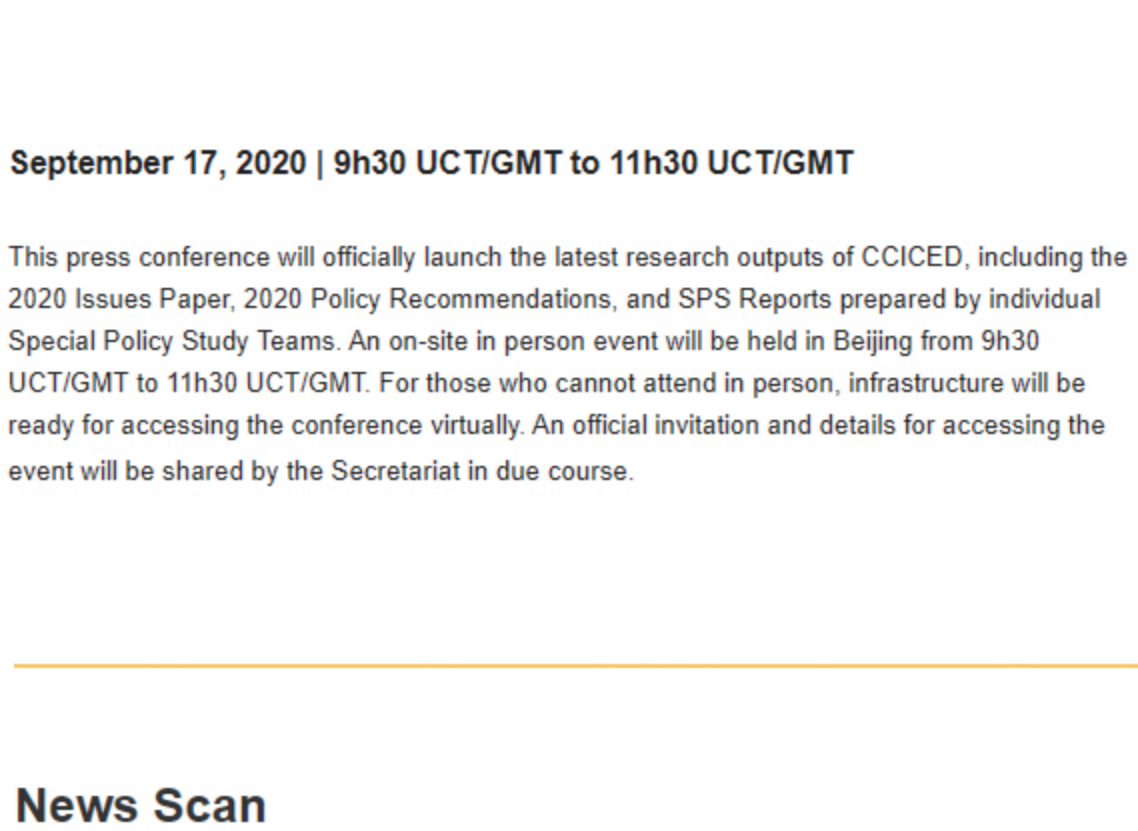 September 17, 2020 | 9h30 UCT/GMT to 11h30 UCT/GMT
This press conference will officially launch the latest research outputs of CCICED, including the
2020 Issues Paper, 2020 Policy Recommendations, and SPS Reports prepared by individual
Special Policy Study Teams. An on-site in person event will be held in Beijing from 9h30
UCT/GMT to 11h30 UCT/GMT. For those who cannot attend in person, infrastructure will be
ready for accessing the conference virtually. An official invitation and details for accessing the
event will be shared by the Secretariat in due course.
News Scan